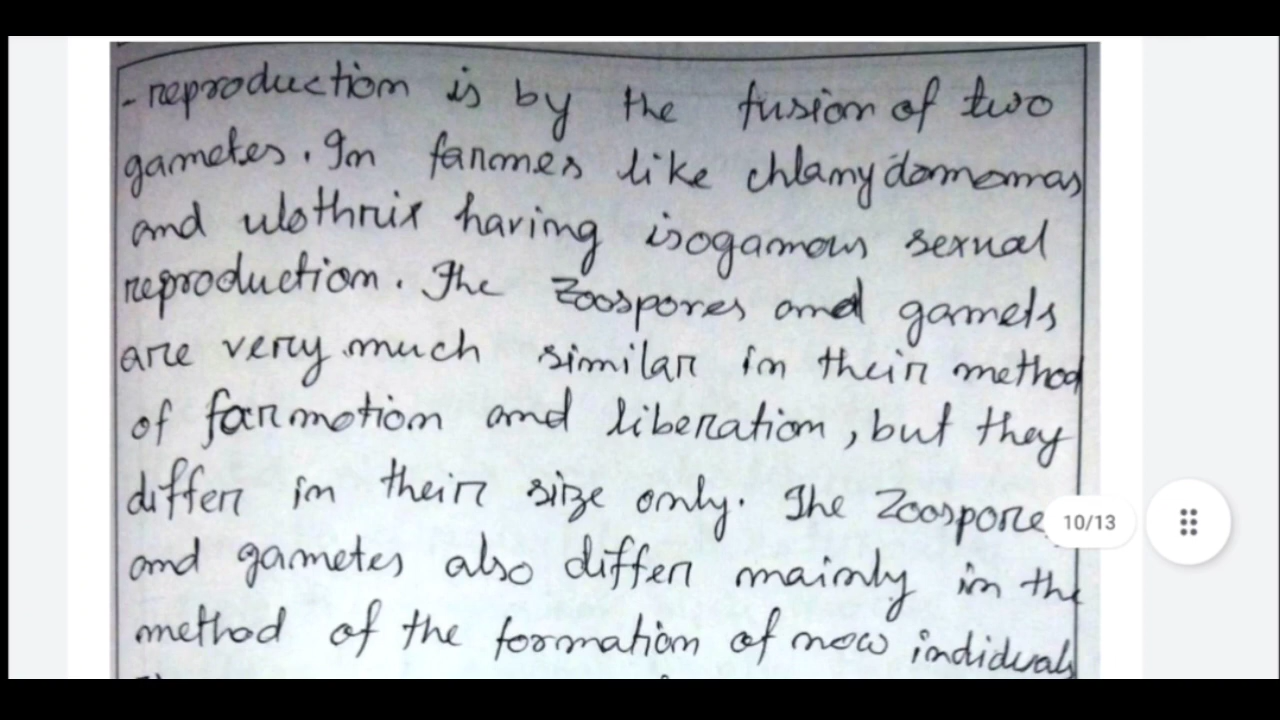 - reproduction is by the fusion of two
gametes. In farmes like chlamydomomas
and ulothrix having isogamous sexual
reproduction. The Zoospores and gamets
are very much similar in their method
of farmotion and liberation, but they
differ in their size only. The Zoospore
10/13
and gametes also differ mainly in the
method of the formation of new indiduals